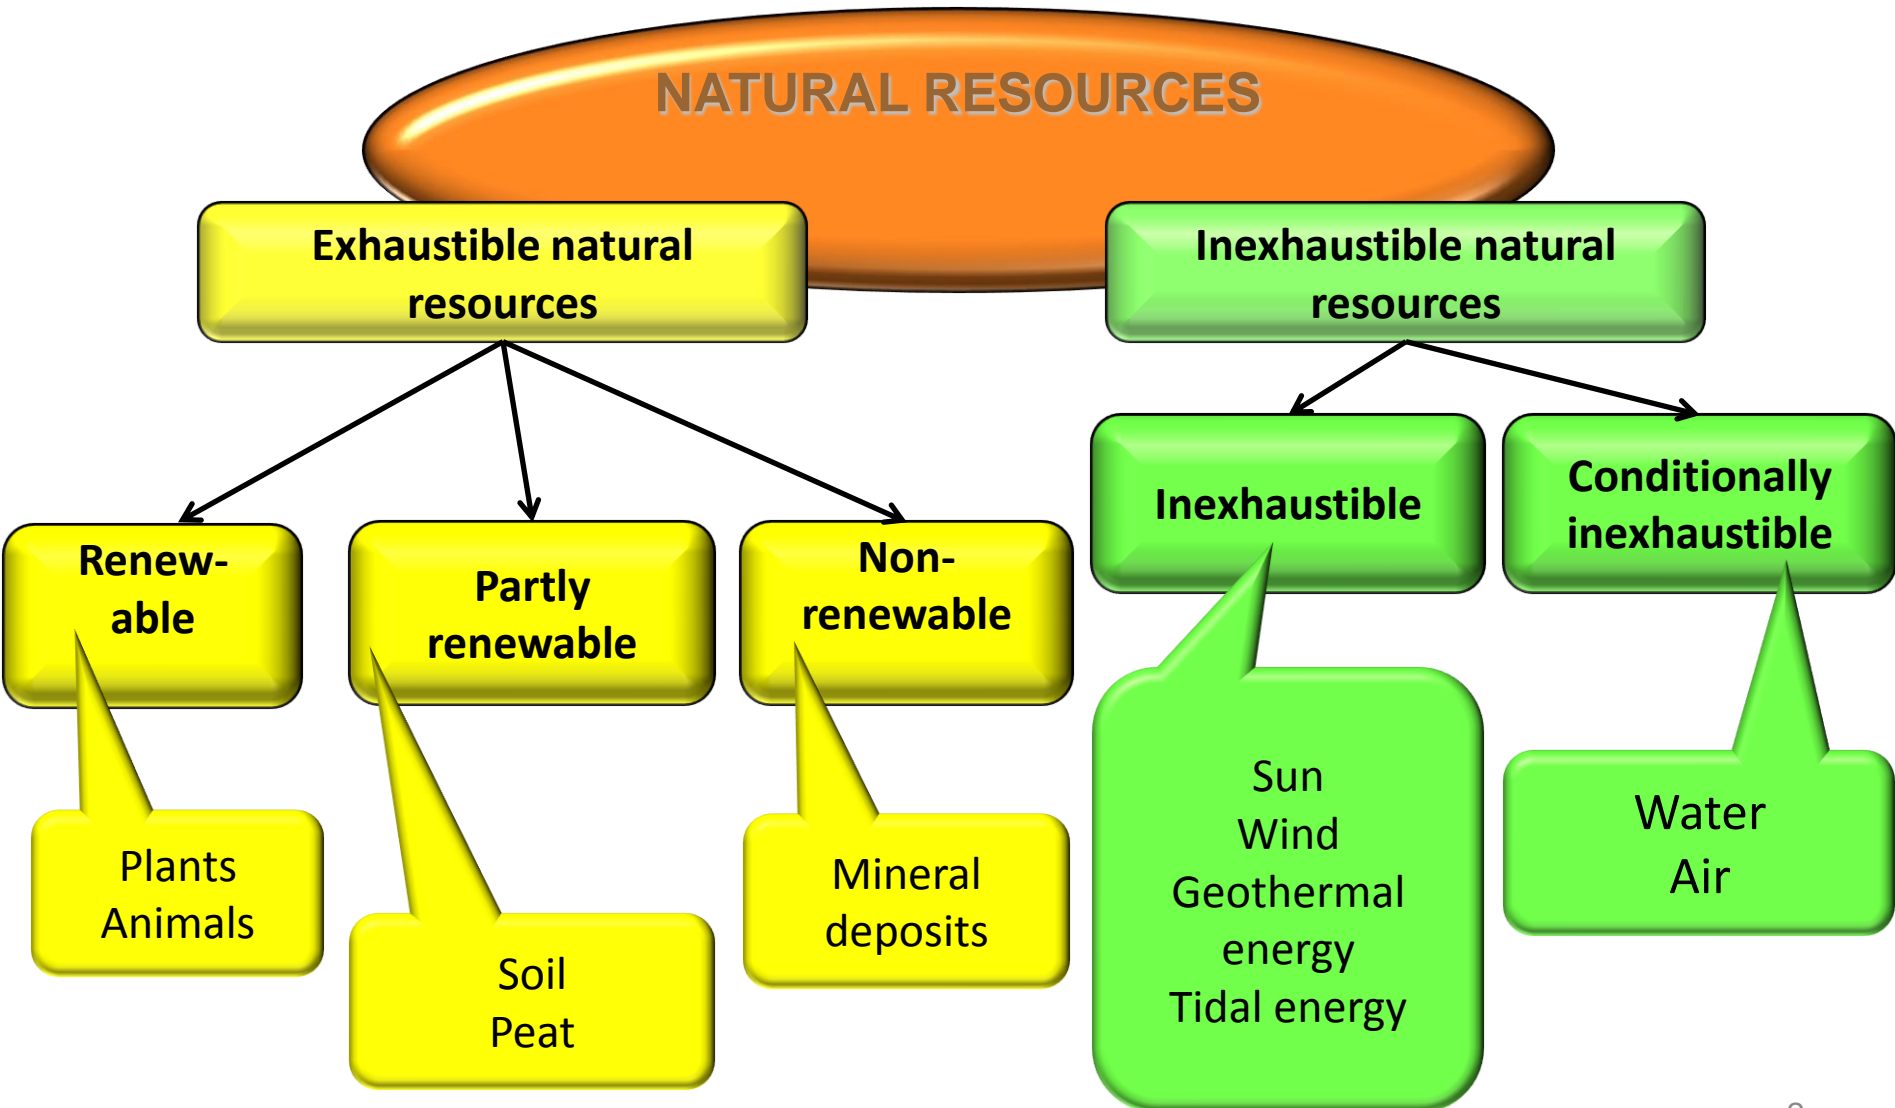 NATURAL RESOURCES
Exhaustible natural
resources
Inexhaustible natural
resources
Renew-
able
Partly
renewable
Non-
renewable
Inexhaustible
Conditionally
inexhaustible
Plants
Animals
Soil
Peat
Mineral
deposits
Sun
Wind
Geothermal
energy
Tidal energy
Water
Air